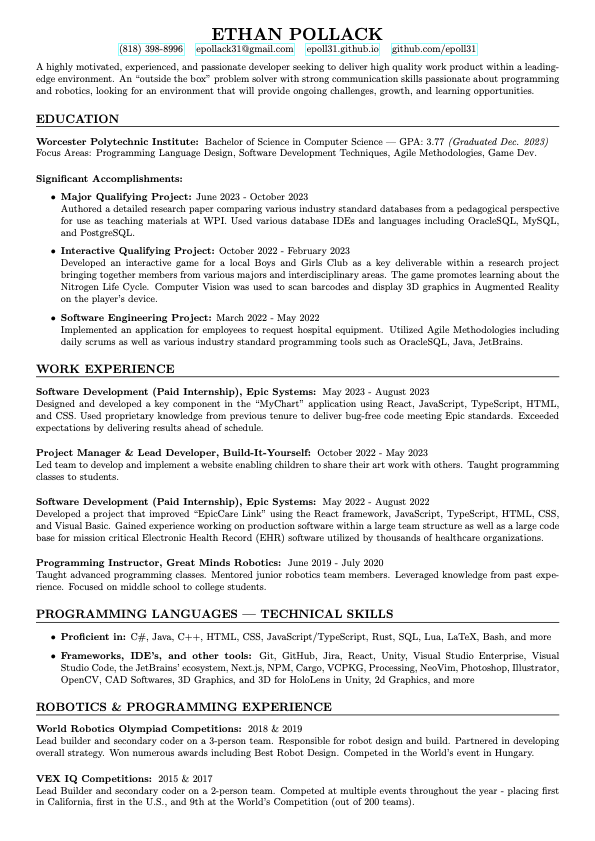 ETHAN POLLACK
(818) 398-8996 epollack31@gmail.com epoll31.github.io github.com/epoll31
A highly motivated, experienced, and passionate developer seeking to deliver high quality work product within a leading-
edge environment. An “outside the box” problem solver with strong communication skills passionate about programming
and robotics, looking for an environment that will provide ongoing challenges, growth, and learning opportunities.
EDUCATION
Worcester Polytechnic Institute: Bachelor of Science in Computer Science — GPA: 3.77 (Graduated Dec. 2023)
Focus Areas: Programming Language Design, Software Development Techniques, Agile Methodologies, Game Dev.
Significant Accomplishments:
• Major Qualifying Project: June 2023 - October 2023
Authored a detailed research paper comparing various industry standard databases from a pedagogical perspective
for use as teaching materials at WPI. Used various database IDEs and languages including OracleSQL, MySQL,
and PostgreSQL.
• Interactive Qualifying Project: October 2022 - February 2023
Developed an interactive game for a local Boys and Girls Club as a key deliverable within a research project
bringing together members from various majors and interdisciplinary areas. The game promotes learning about the
Nitrogen Life Cycle. Computer Vision was used to scan barcodes and display 3D graphics in Augmented Reality
on the player’s device.
• Software Engineering Project: March 2022 - May 2022
Implemented an application for employees to request hospital equipment. Utilized Agile Methodologies including
daily scrums as well as various industry standard programming tools such as OracleSQL, Java, JetBrains.
WORK EXPERIENCE
Software Development (Paid Internship), Epic Systems: May 2023 - August 2023
Designed and developed a key component in the “MyChart” application using React, JavaScript, TypeScript, HTML,
and CSS. Used proprietary knowledge from previous tenure to deliver bug-free code meeting Epic standards. Exceeded
expectations by delivering results ahead of schedule.
Project Manager & Lead Developer, Build-It-Yourself: October 2022 - May 2023
Led team to develop and implement a website enabling children to share their art work with others. Taught programming
classes to students.
Software Development (Paid Internship), Epic Systems: May 2022 - August 2022
Developed a project that improved “EpicCare Link” using the React framework, JavaScript, TypeScript, HTML, CSS,
and Visual Basic. Gained experience working on production software within a large team structure as well as a large code
base for mission critical Electronic Health Record (EHR) software utilized by thousands of healthcare organizations.
Programming Instructor, Great Minds Robotics: June 2019 - July 2020
Taught advanced programming classes. Mentored junior robotics team members. Leveraged knowledge from past expe-
rience. Focused on middle school to college students.
PROGRAMMING LANGUAGES — TECHNICAL SKILLS
• Proficient in: C#, Java, C++, HTML, CSS, JavaScript/TypeScript, Rust, SQL, Lua, LaTeX, Bash, and more
• Frameworks, IDE’s, and other tools: Git, GitHub, Jira, React, Unity, Visual Studio Enterprise, Visual
Studio Code, the JetBrains’ ecosystem, Next.js, NPM, Cargo, VCPKG, Processing, NeoVim, Photoshop, Illustrator,
OpenCV, CAD Softwares, 3D Graphics, and 3D for HoloLens in Unity, 2d Graphics, and more
ROBOTICS & PROGRAMMING EXPERIENCE
World Robotics Olympiad Competitions: 2018 & 2019
Lead builder and secondary coder on a 3-person team. Responsible for robot design and build. Partnered in developing
overall strategy. Won numerous awards including Best Robot Design. Competed in the World’s event in Hungary.
VEX IQ Competitions: 2015 & 2017
Lead Builder and secondary coder on a 2-person team. Competed at multiple events throughout the year - placing first
in California, first in the U.S., and 9th at the World’s Competition (out of 200 teams).